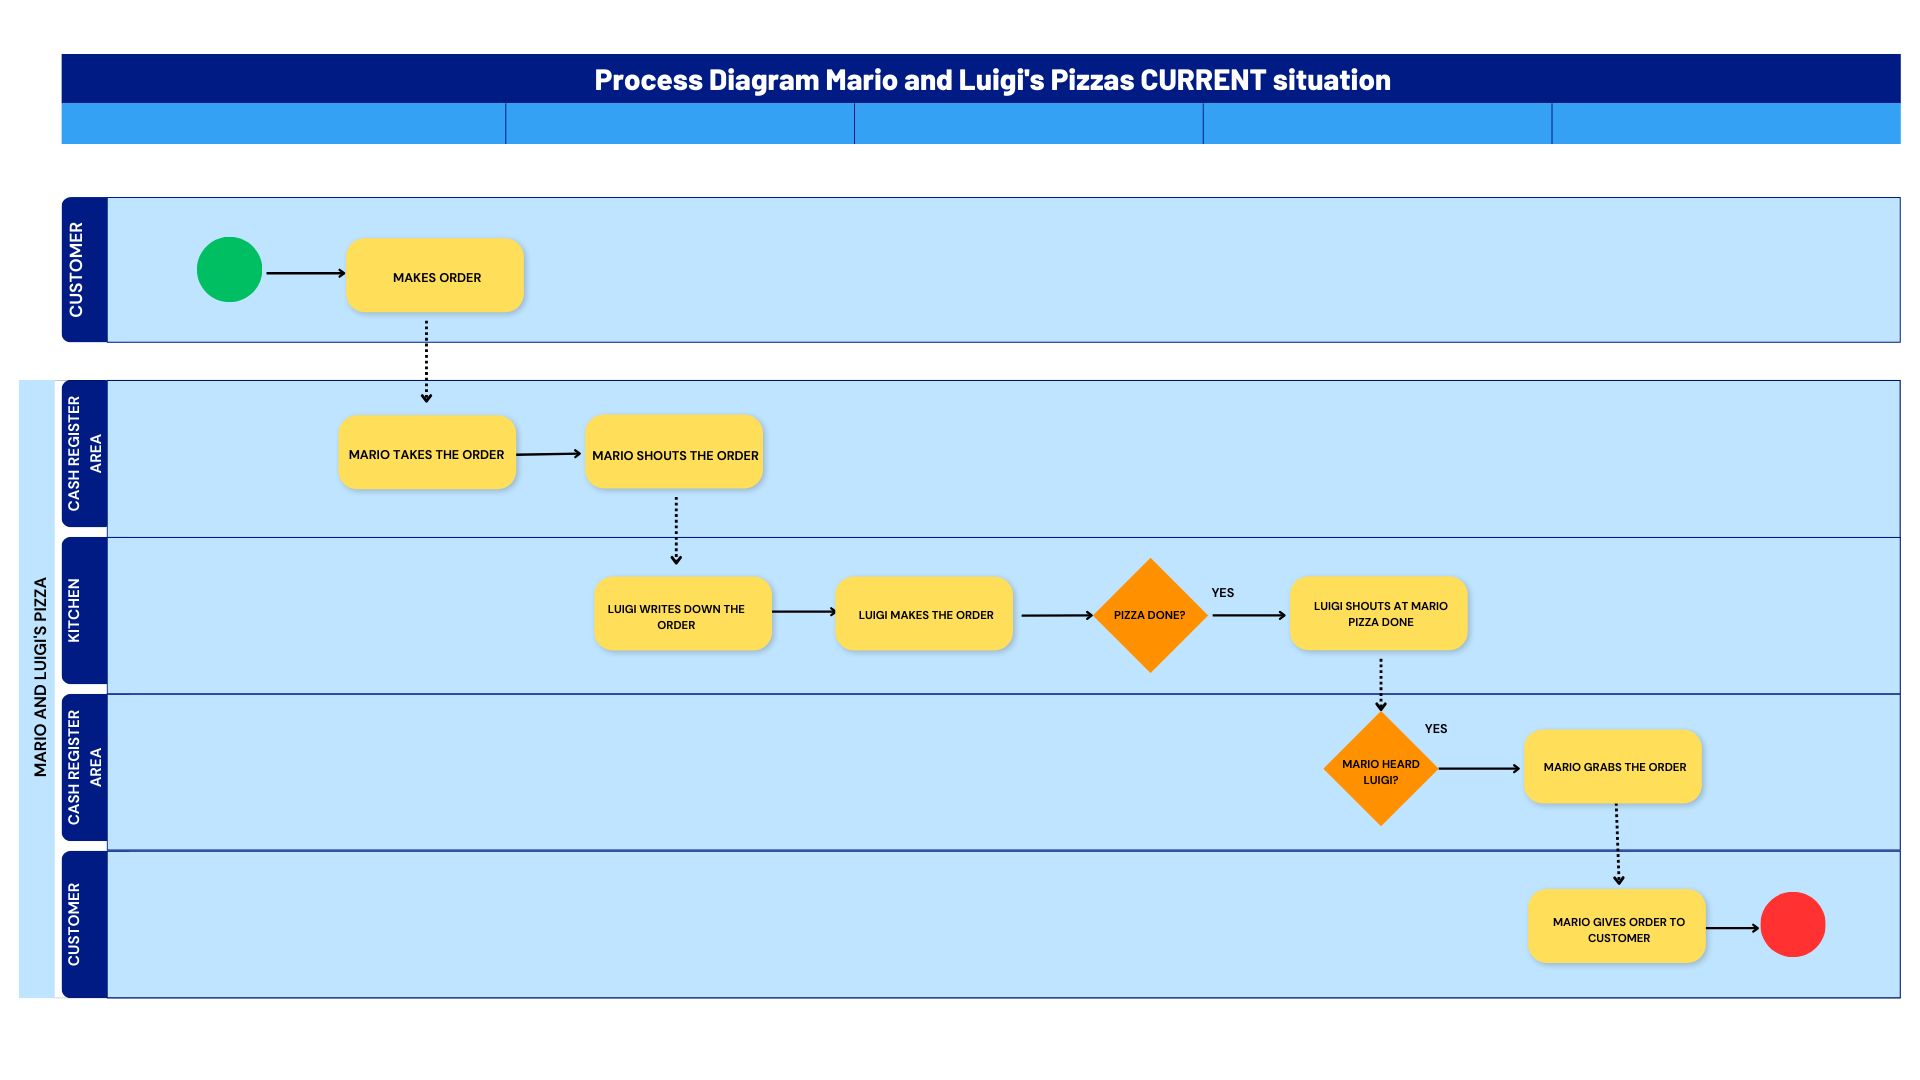 Process Diagram Mario and Luigi's Pizzas CURRENT situation
CUSTOMER
MAKES ORDER
MARIO AND LUIGI'S PIZZA
CASH REGISTER
AREA
MARIO TAKES THE ORDER
MARIO SHOUTS THE ORDER
KITCHEN
LUIGI WRITES DOWN THE
ORDER
LUIGI MAKES THE ORDER
PIZZA DONE?
YES
LUIGI SHOUTS AT MARIO
PIZZA DONE
CASH REGISTER
AREA
MARIO HEARD
LUIGI?
YES
MARIO GRABS THE ORDER
CUSTOMER
MARIO GIVES ORDER TO
CUSTOMER